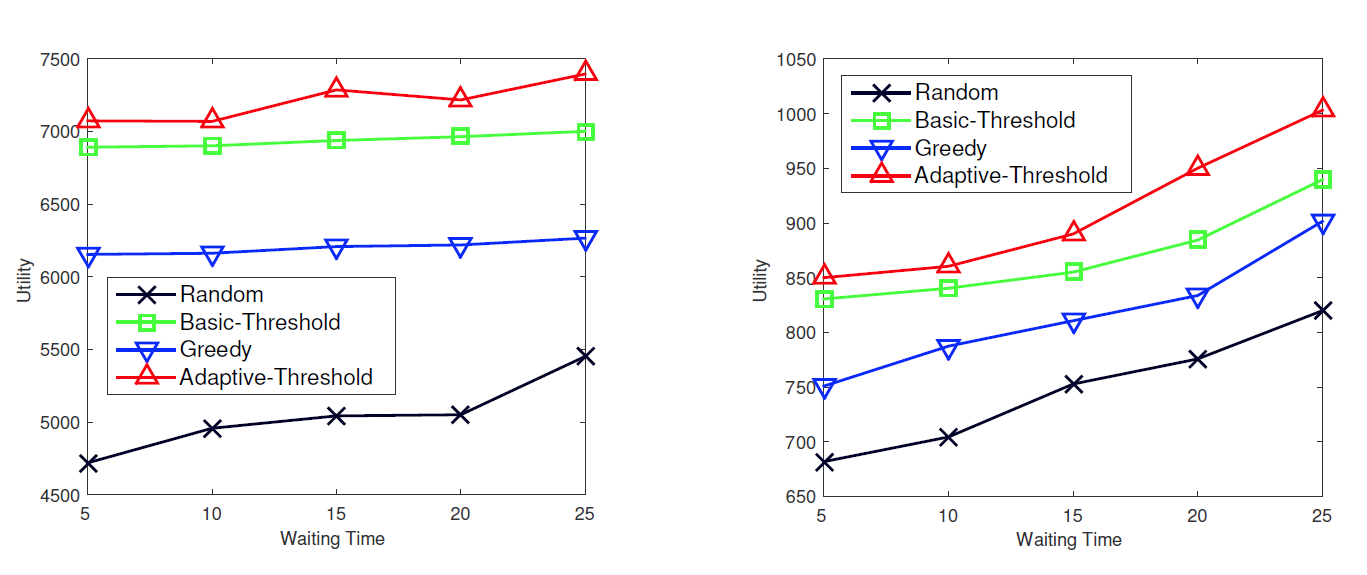 7500
7000
6500
6000
5500
5000
4500
Utility
Random
Basic-Threshold
Greedy
Adaptive-Threshold
5 10 15 20 25
Waiting Time
1050
1000
950
900
850
800
750
700
650
Utility
Random
Basic-Threshold
Greedy
Adaptive-Threshold
5 10 15 20 25
Waiting Time